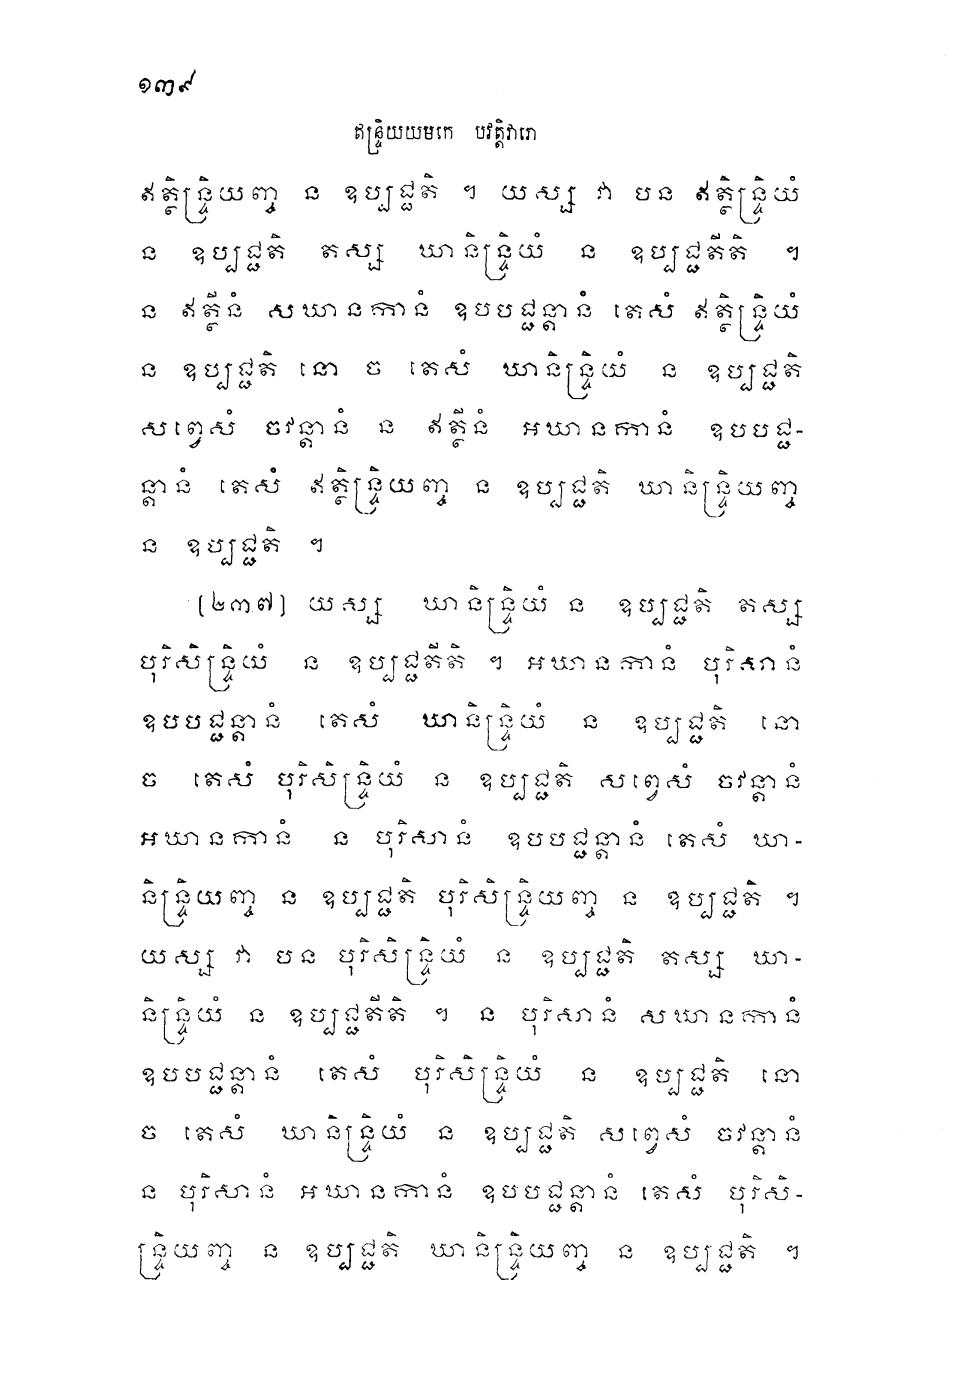 ១៣៩
ឥន្ទ្រិយយមកេ បវត្តិវារោ
ឥត្ថិន្ទ្រិយញ្ច ន ឧប្បជ្ជតិ ។ យស្ស វា បន ឥត្ថិន្ទ្រិយំ
ន ឧប្បជ្ជតិ តស្ស ឃានិន្ទ្រិយំ ន ឧប្បជ្ជតីតិ ។
ន ឥត្ថីនំ សឃានកានំ ឧបបជ្ជន្តានំ តេសំ ឥត្ថិន្ទ្រិយំ
ន ឧប្បជ្ជតិ នោ ច តេសំ ឃានិន្ទ្រិយំ ន ឧប្បជ្ជតិ
សព្វេសំ ចវន្តានំ ន ឥត្ថីនំ អឃានកានំ ឧបបជ្ជ-
ន្តានំ តេសំ ឥត្ថិន្ទ្រិយញ្ច ន ឧប្បជ្ជតិ ឃានិន្ទ្រិយញ្ច
ន ឧប្បជ្ជតិ ។
(២៣៧) យស្ស ឃានិន្ទ្រិយំ ន ឧប្បជ្ជតិ តស្ស
បុរិសិន្ទ្រិយំ ន ឧប្បជ្ជតីតិ ។ អឃានកានំ បុរិសានំ
ឧបបជ្ជន្តានំ តេសំ ឃានិន្ទ្រិយំ ន ឧប្បជ្ជតិ នោ
ច តេសំ បុរិសិន្ទ្រិយំ ន ឧប្បជ្ជតិ សព្វេសំ ចវន្តានំ
អឃានកានំ ន បុរិសានំ ឧបបជ្ជន្តានំ តេសំ ឃា-
និន្ទ្រិយញ្ច ន ឧប្បជ្ជតិ បុរិសិន្ទ្រិយញ្ច ន ឧប្បជ្ជតិ ។
យស្ស វា បន បុរិសិន្ទ្រិយំ ន ឧប្បជ្ជតិ តស្ស ឃា-
និន្ទ្រិយំ ន ឧប្បជ្ជតីតិ ។ ន បុរិសានំ សឃានកានំ
ឧបបជ្ជន្តានំ តេសំ បុរិសិន្ទ្រិយំ ន ឧប្បជ្ជតិ នោ
ច តេសំ ឃានិន្ទ្រិយំ ន ឧប្បជ្ជតិ សព្វេសំ ចវន្តានំ
ន បុរិសានំ អឃានកានំ ឧបបជ្ជន្តានំ តេសំ បុរិសិ-
ន្ទ្រិយញ្ច ន ឧប្បជ្ជតិ ឃានិន្ទ្រិយញ្ច ន ឧប្បជ្ជតិ ។